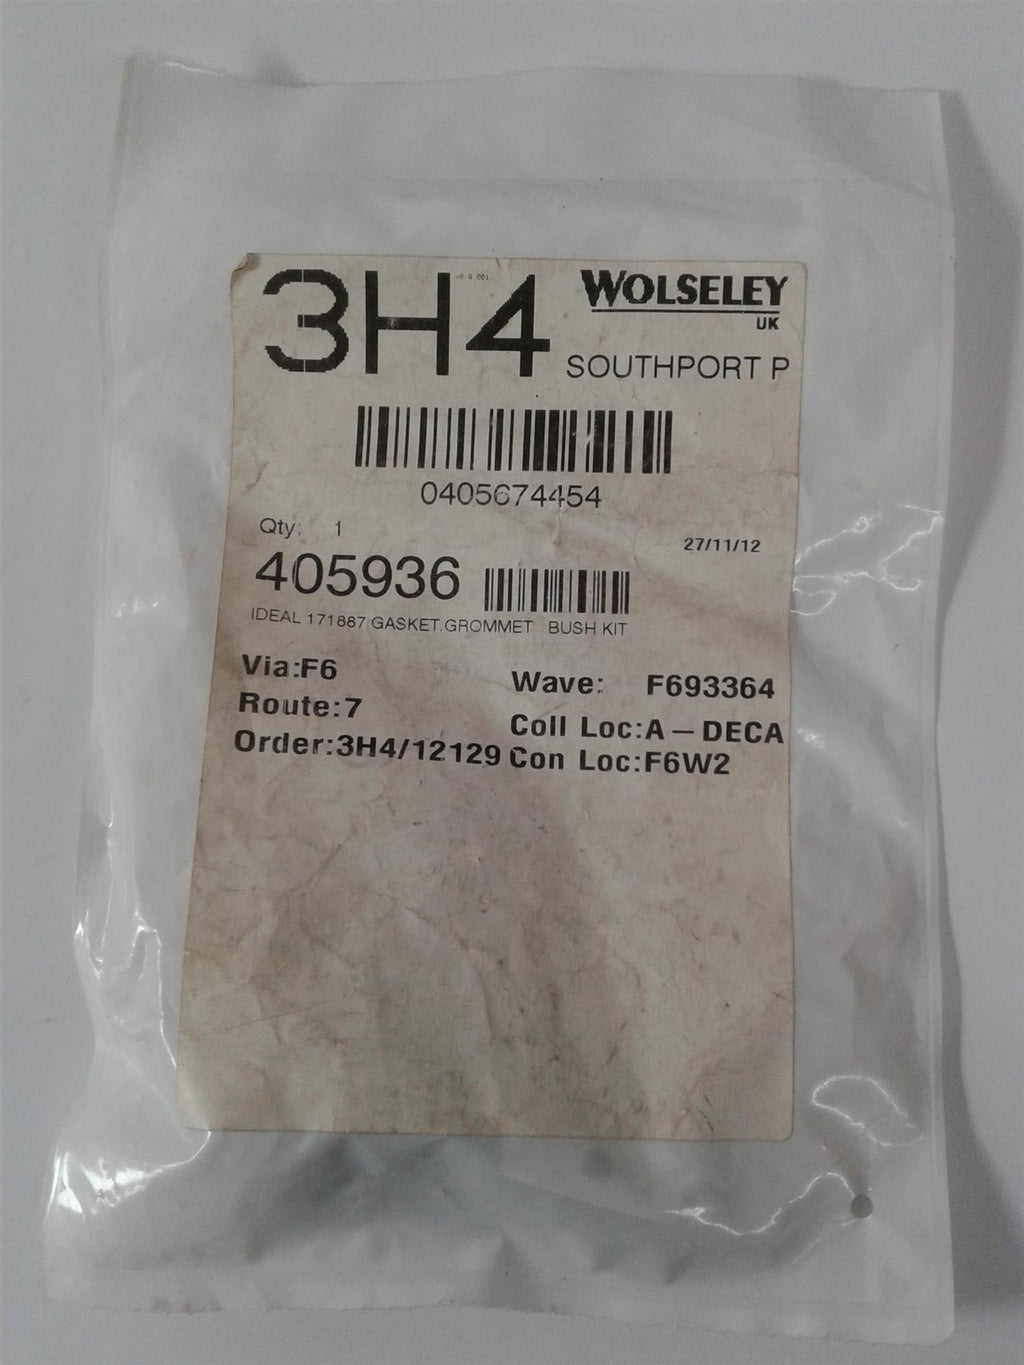 3H4
WOLSELEY
UK
SOUTHPORT P
0405674454
Qty: 1
27/11/12
405936
IDEAL 171887 GASKET.GROMMET BUSH KIT
Via:F6
Wave: F693364
Route:7
Coll Loc:A-DECA
Order:3H4/12129
Con Loc:F6W2